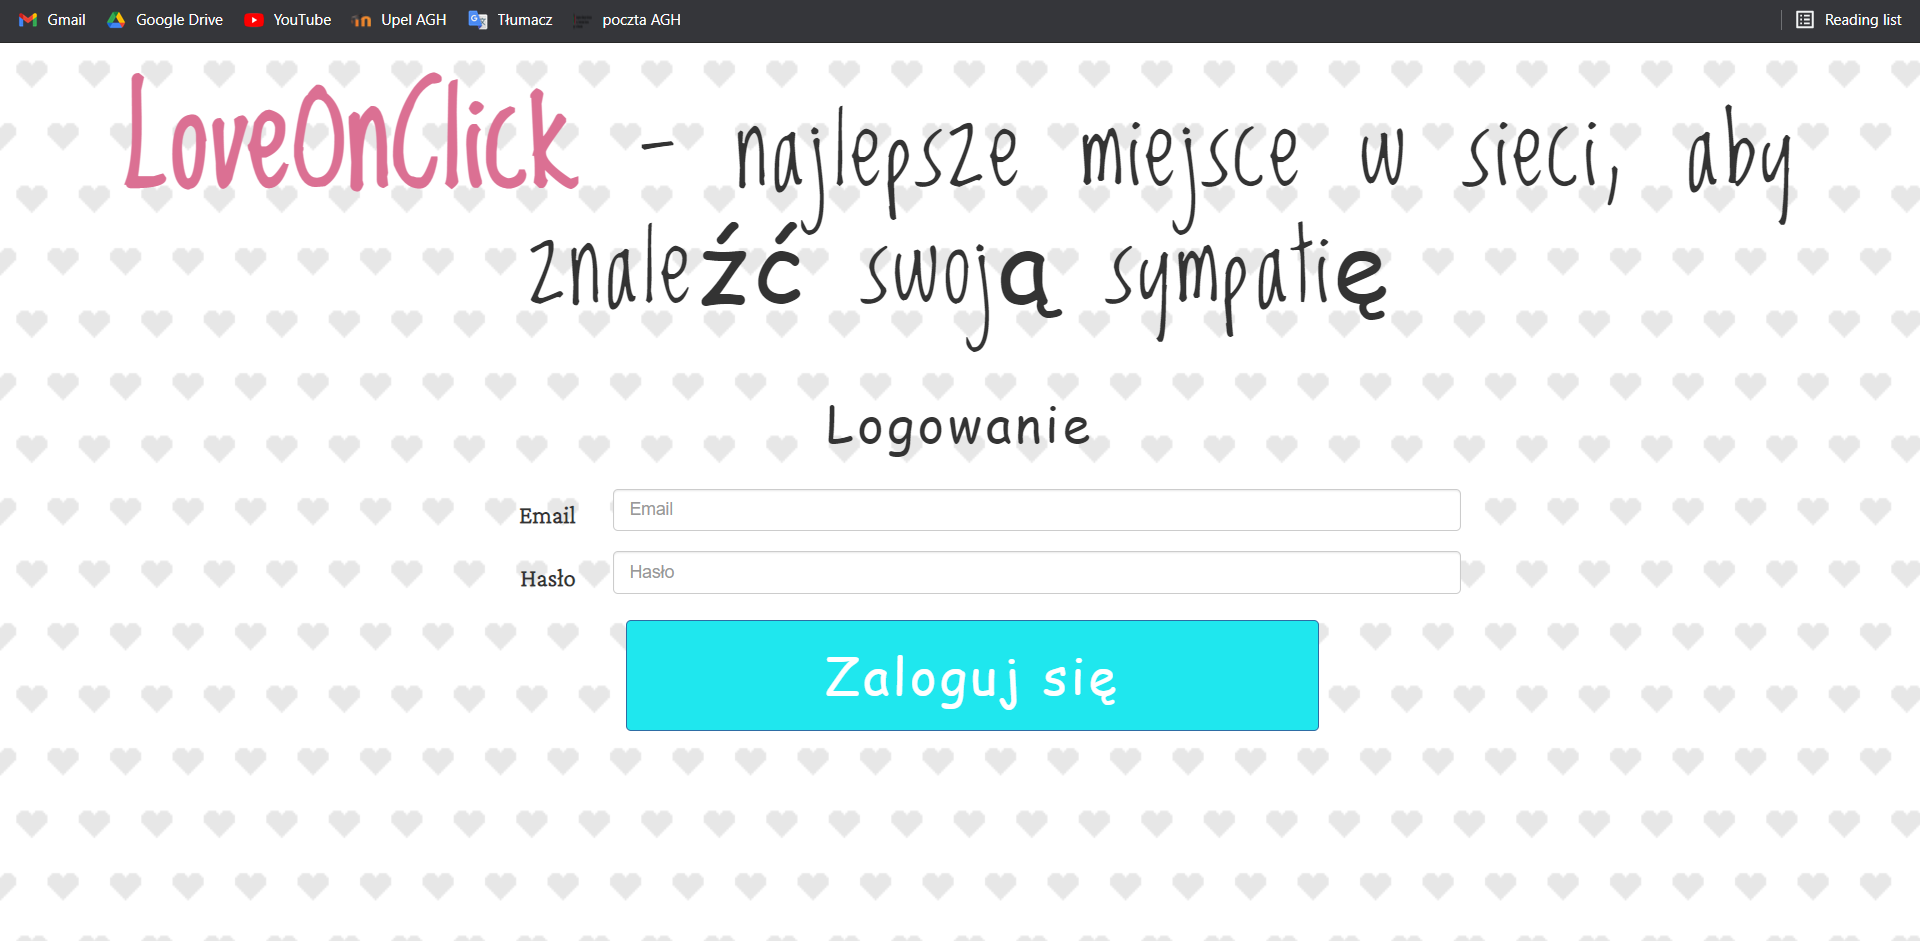 Gmail Google Drive YouTube Upel AGH Tłumacz poczta AGH Reading list
LoveOnClick - najlepsze miejsce w sieci, aby
znaleźć swoją sympatię
Logowanie
Email Email
Hasło Hasło
Zaloguj się